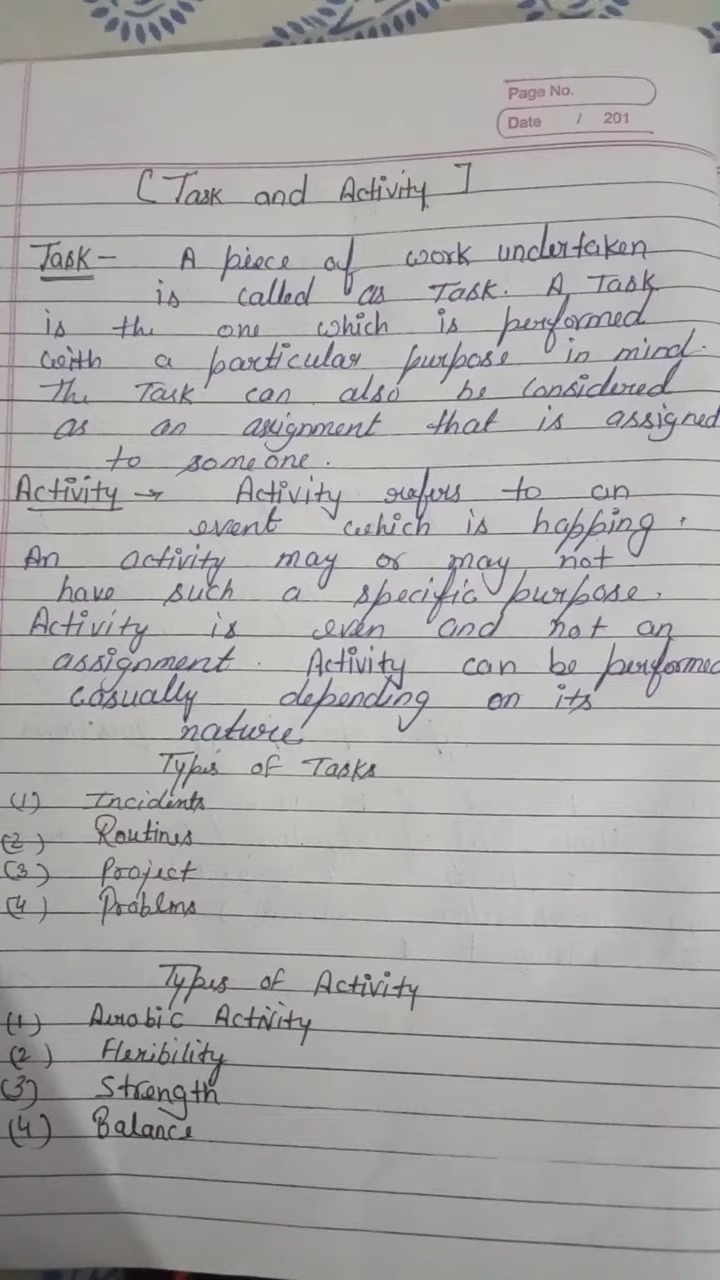 Page No.
Date / 201
[Task and Activity]
Task - A piece of work undertaken
is called as Task. A Task
is the one which is performed
with a particular purpose in mind.
The Task can also be considered
as an assignment that is assigned
to someone.
Activity → Activity refers to an
event which is happing.
An activity may or may not
have such a specific purpose.
Activity is even and not an
assignment. Activity can be performed
casually depending on its
nature
Types of Tasks
(1) Incidents
(2) Routines
(3) Project
(4) Problms
Types of Activity
(1) Aerobic Activity
(2) Flexibility
(3) Strength
(4) Balance